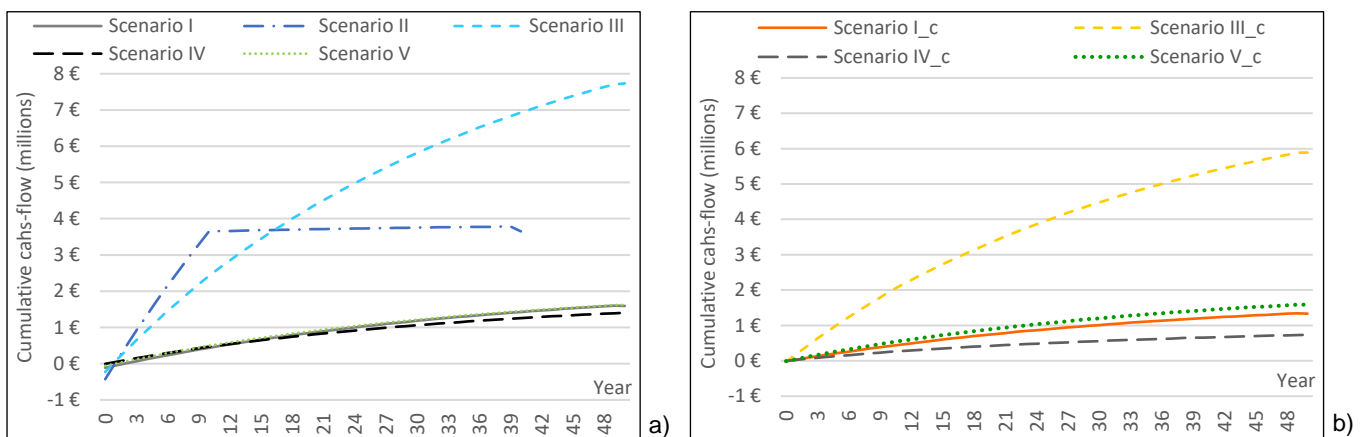 Scenario I
Scenario II
Scenario III
Scenario IV
Scenario V
Cumulative cahs-flow (millions)
8 €
7 €
6 €
5 €
4 €
3 €
2 €
1 €
0 €
-1 €
Year
0 3 6 9 12 15 18 21 24 27 30 33 36 39 42 45 48
a)
Scenario I_c
Scenario III_c
Scenario IV_c
Scenario V_c
Cumulative cahs-flow (millions)
8 €
7 €
6 €
5 €
4 €
3 €
2 €
1 €
0 €
-1 €
Year
0 3 6 9 12 15 18 21 24 27 30 33 36 39 42 45 48
b)